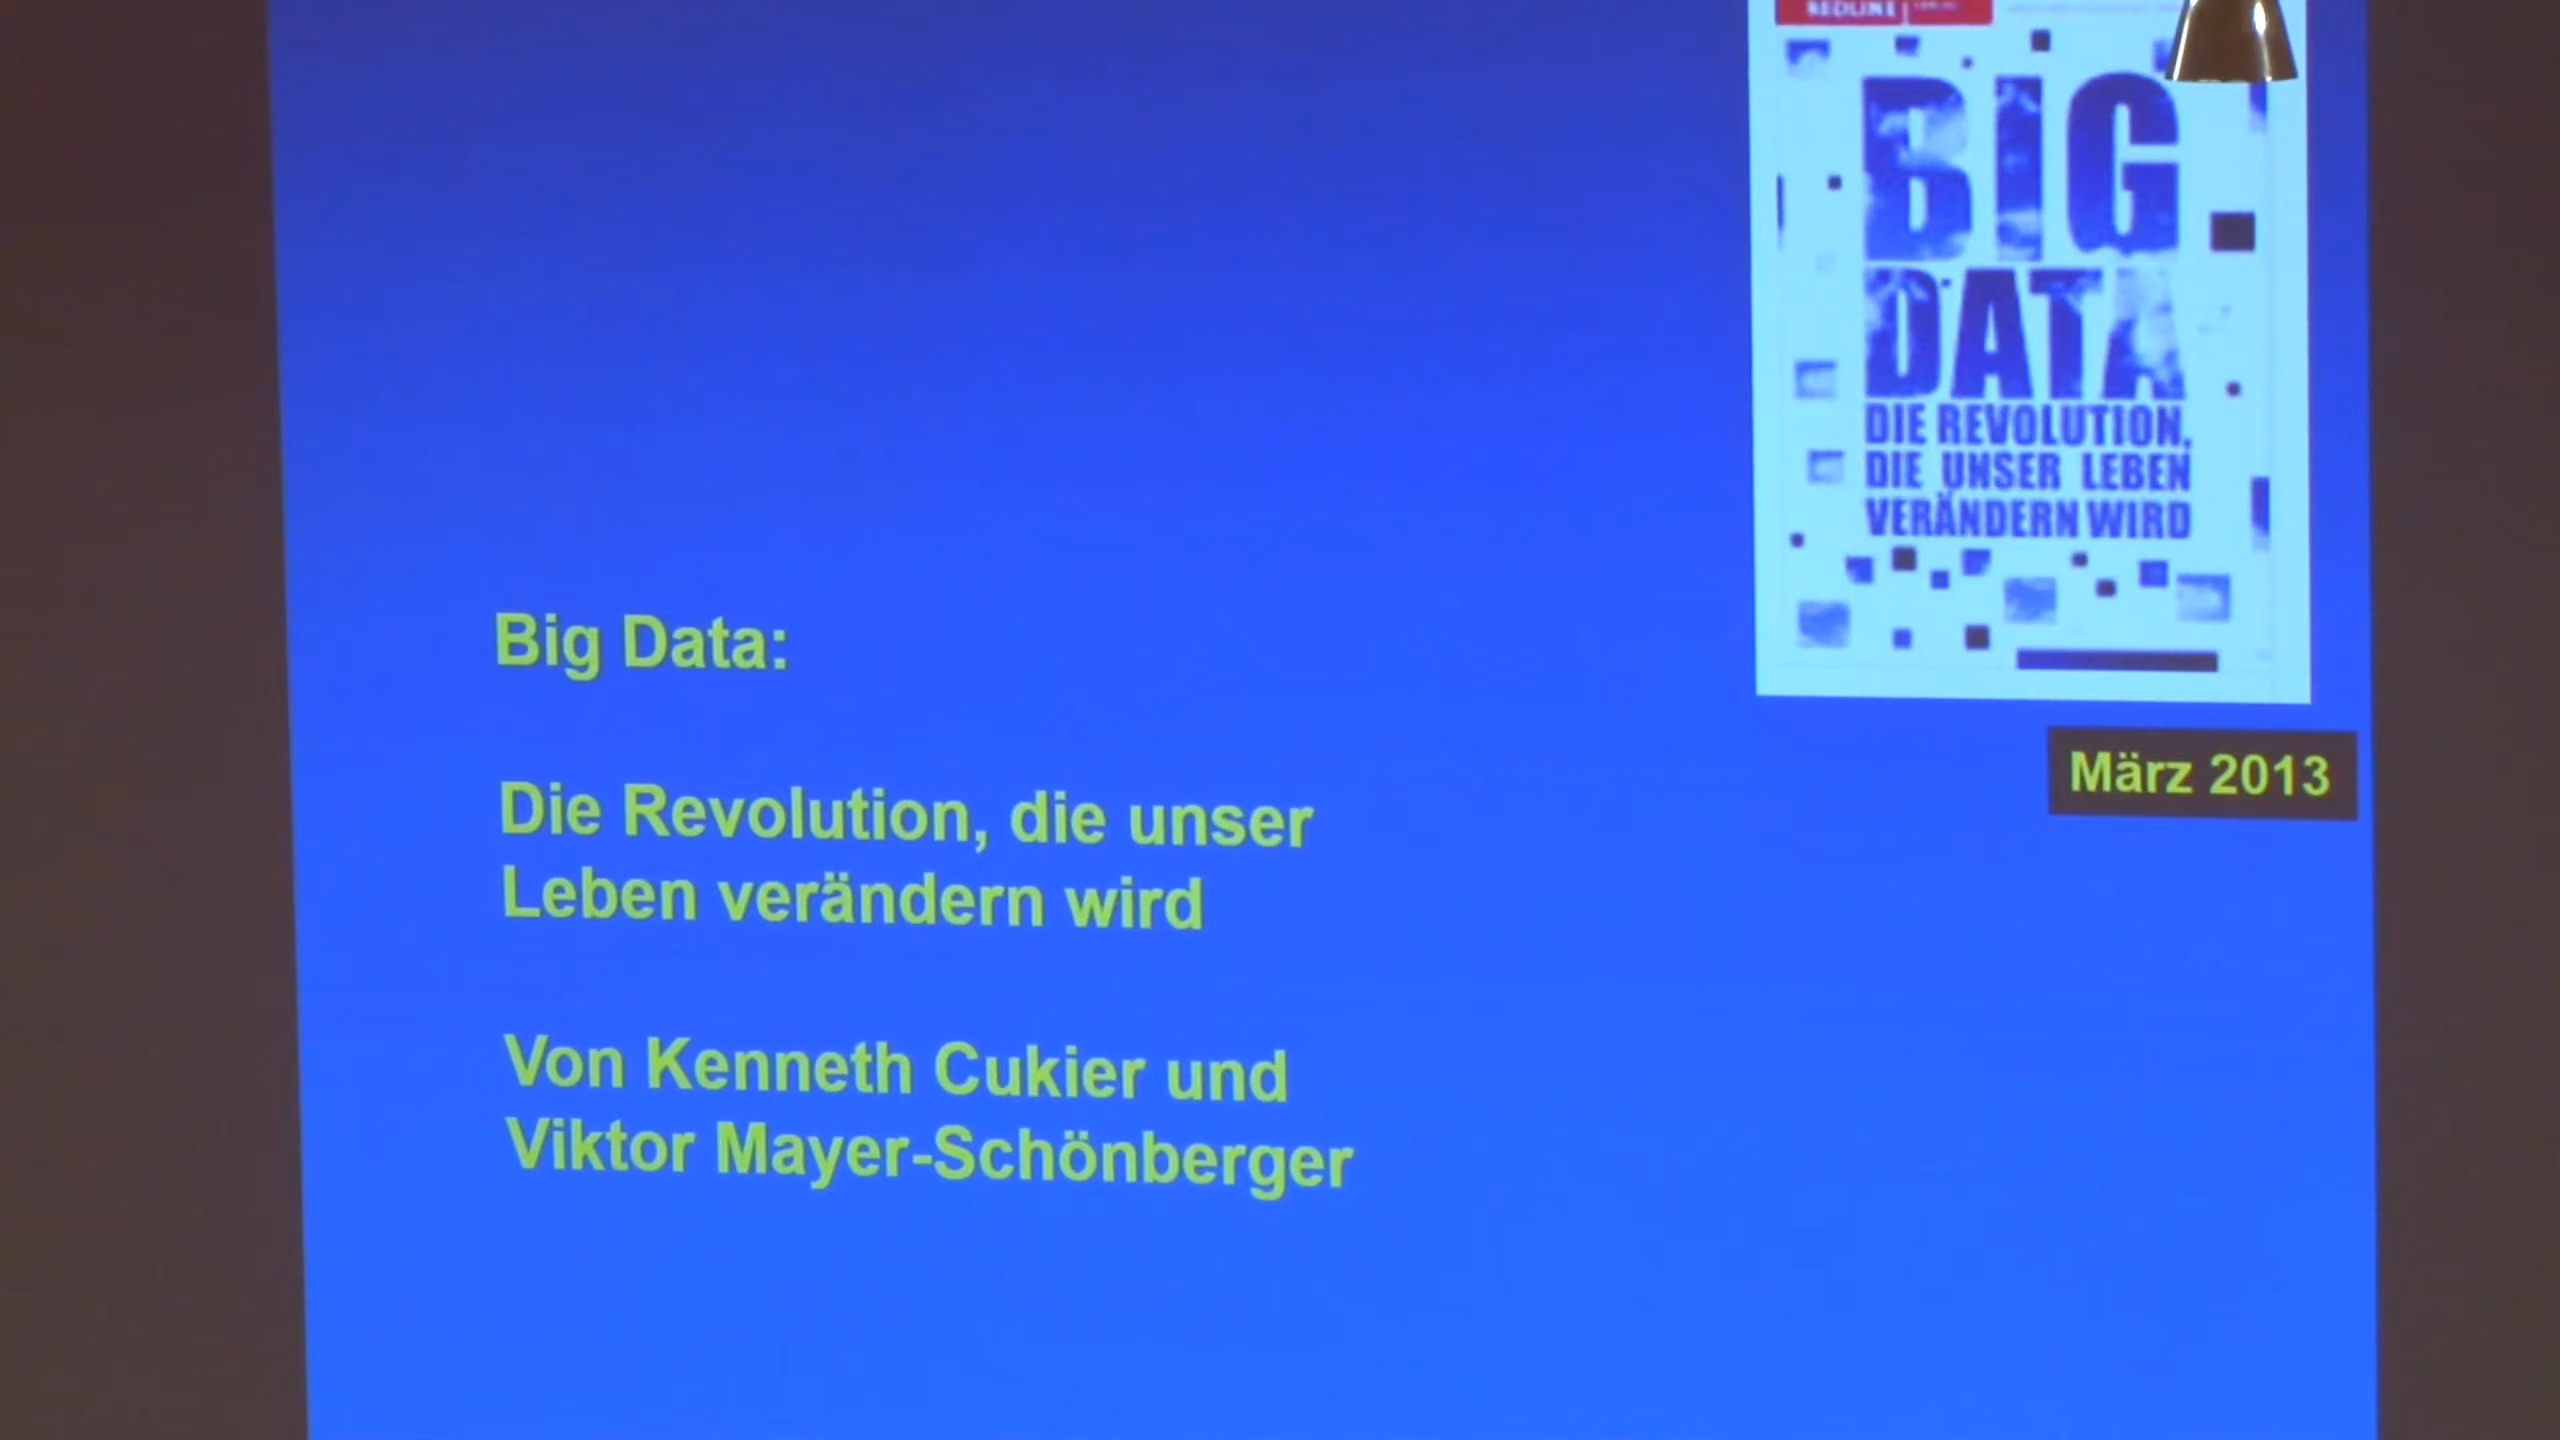 REDLINE
BIG
DATA
DIE REVOLUTION,
DIE UNSER LEBEN
VERÄNDERN WIRD
März 2013
Big Data:
Die Revolution, die unser
Leben verändern wird
Von Kenneth Cukier und
Viktor Mayer-Schönberger